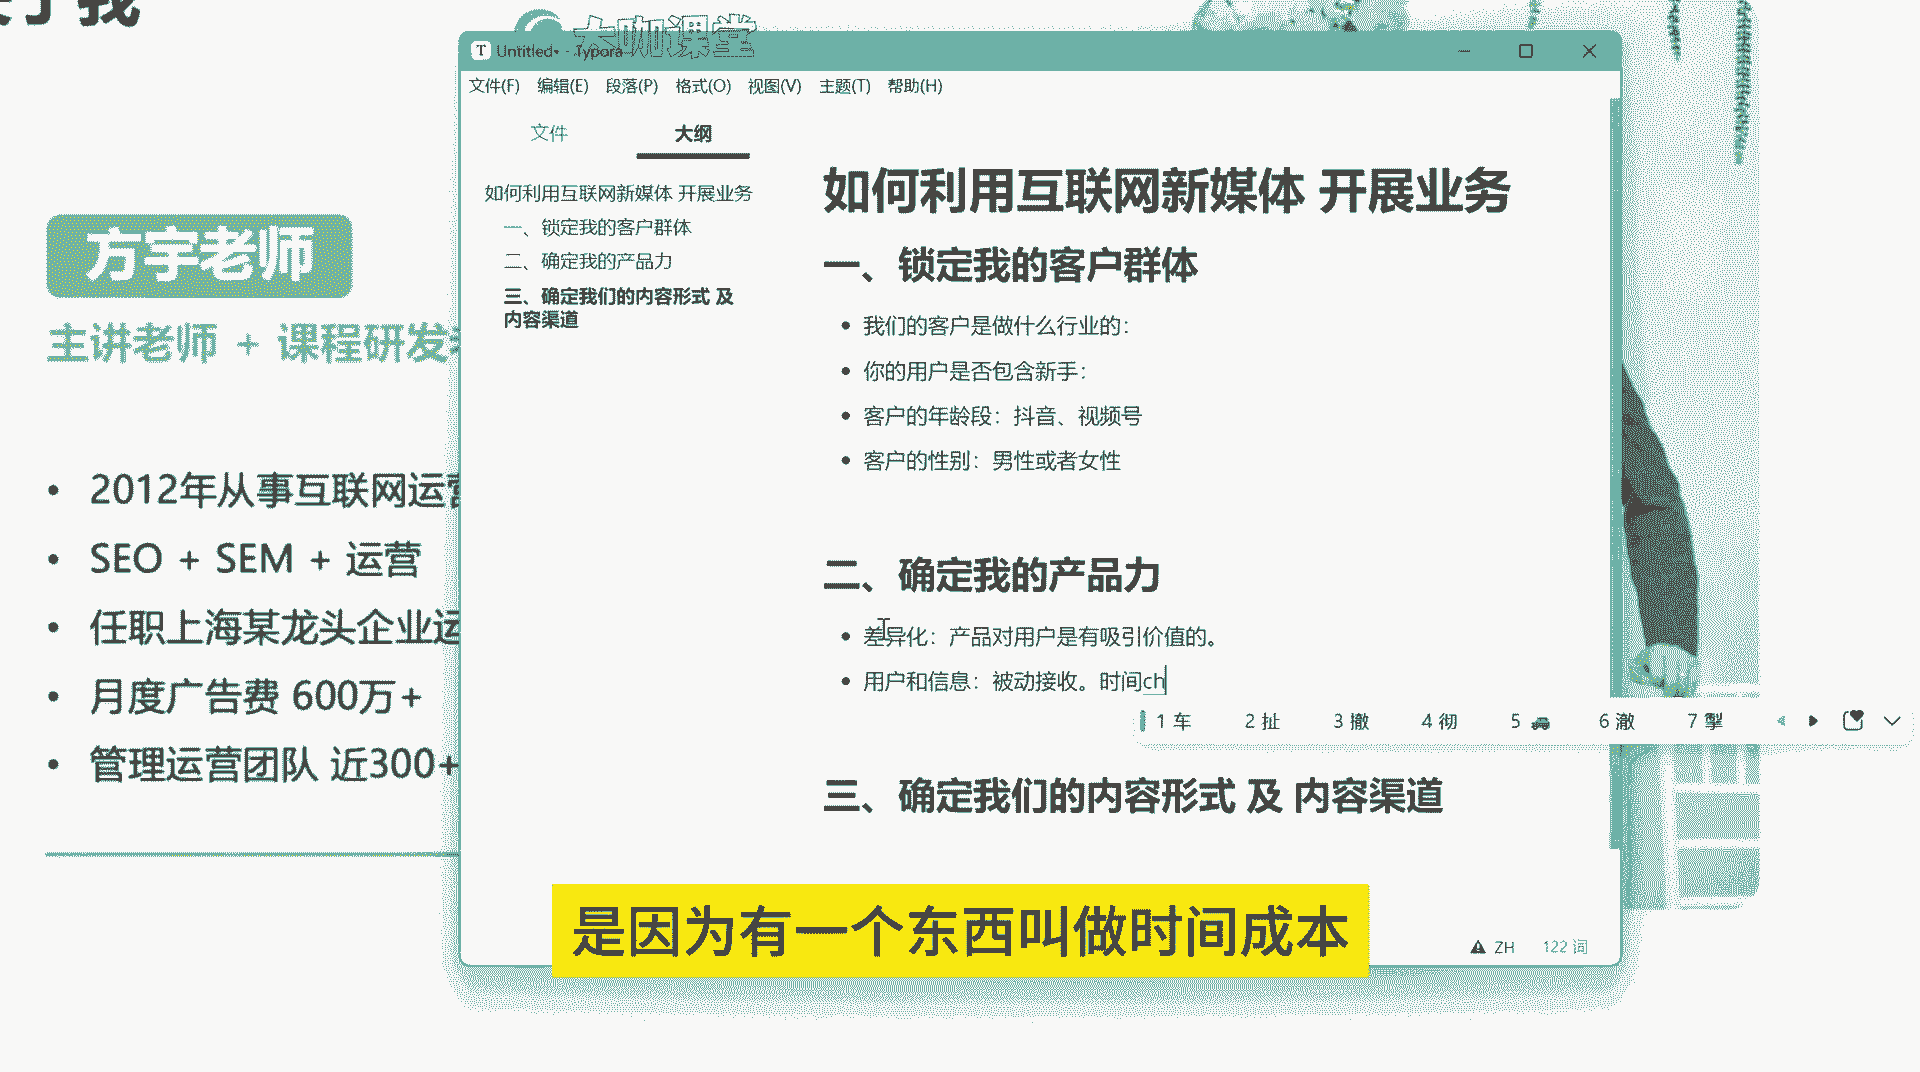 大咖课堂
Untitled• - Typora
文件(F) 编辑(E) 段落(P) 格式(O) 视图(V) 主题(T) 帮助(H)
文件 大纲
如何利用互联网新媒体 开展业务
一、锁定我的客户群体
二、确定我的产品力
三、确定我们的内容形式 及
内容渠道
如何利用互联网新媒体 开展业务
一、锁定我的客户群体
我们的客户是做什么行业的：
你的用户是否包含新手：
客户的年龄段：抖音、视频号
客户的性别：男性或者女性
二、确定我的产品力
差异化：产品对用户是有吸引价值的。
用户和信息：被动接收。时间ch
1 车 2 扯 3 撤 4 彻 5 🚗 6 澈 7 掣
三、确定我们的内容形式 及 内容渠道
ZH 122 词
方宇老师
主讲老师 + 课程研发
• 2012年从事互联网运营
• SEO + SEM + 运营
• 任职上海某龙头企业运
• 月度广告费 600万+
• 管理运营团队 近300+
是因为有一个东西叫做时间成本